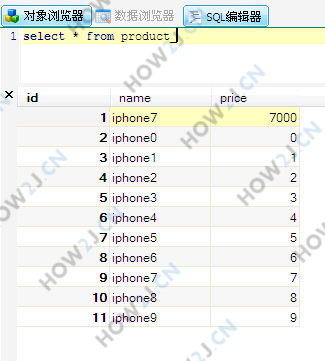 对象浏览器 数据浏览器 SQL编辑器
1 select * from product
id name price
1 iphone7 7000
2 iphone0 0
3 iphone1 1
4 iphone2 2
5 iphone3 3
6 iphone4 4
7 iphone5 5
8 iphone6 6
9 iphone7 7
10 iphone8 8
11 iphone9 9
HOW2J.CN